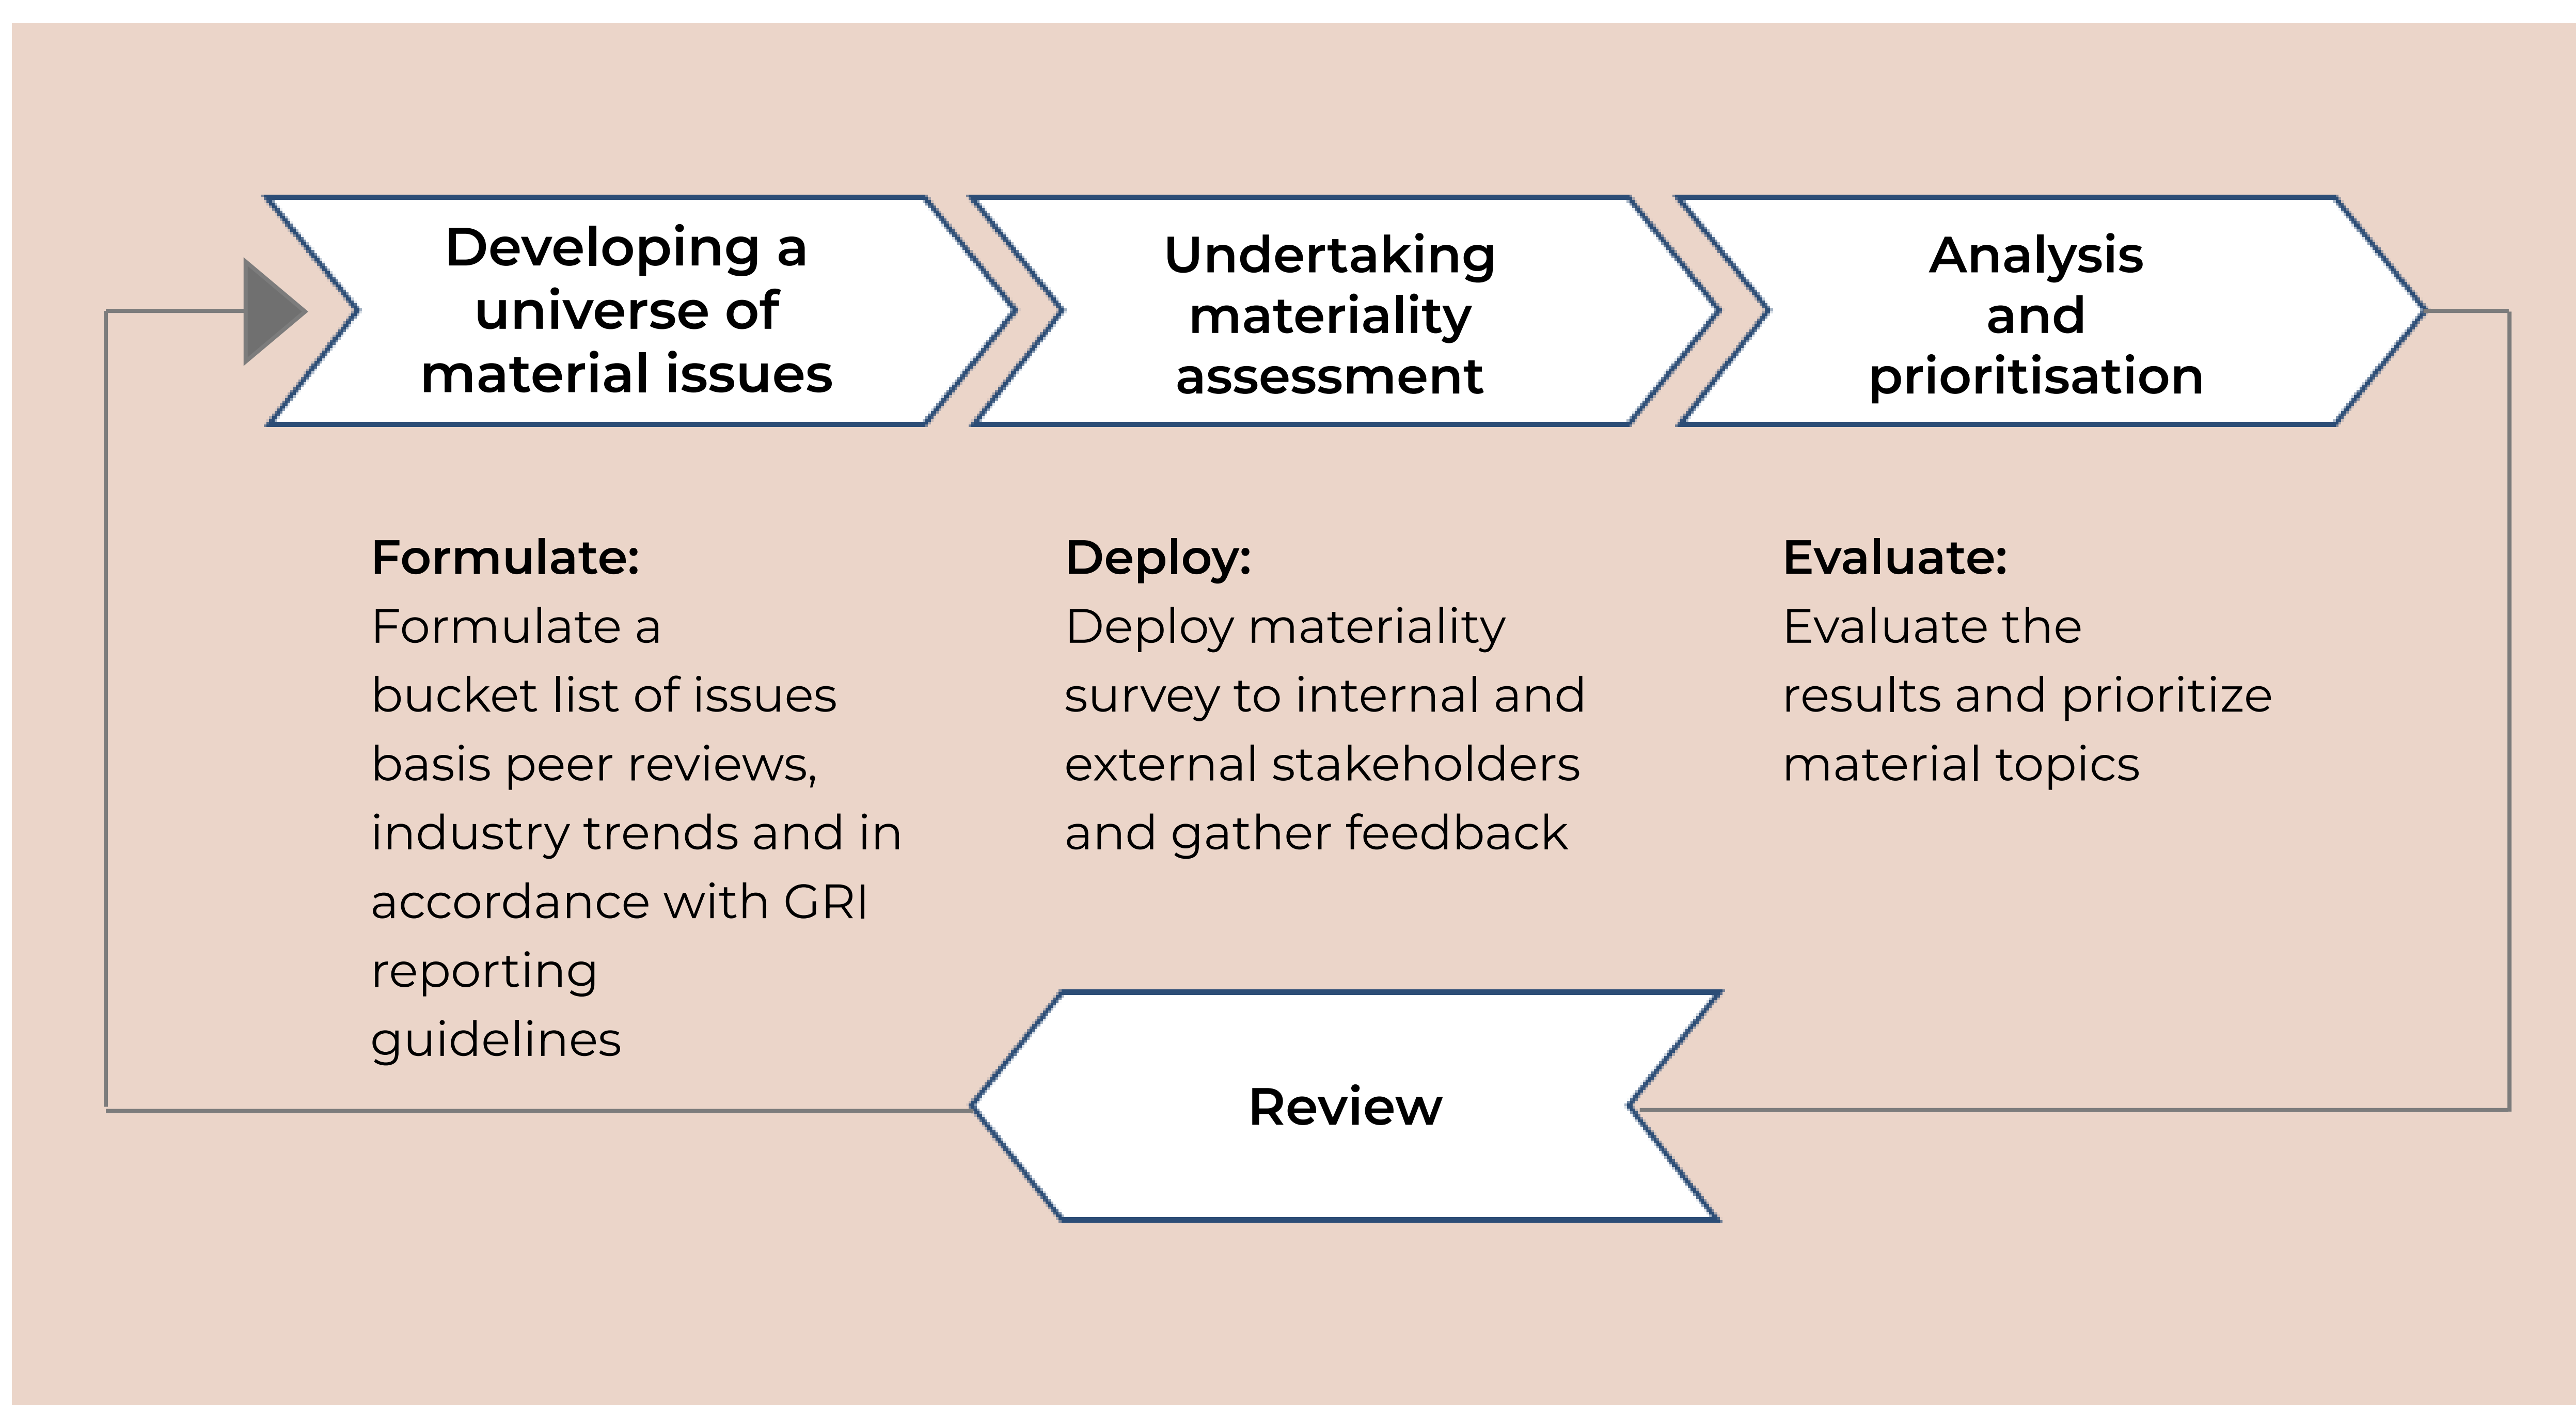 Developing a
universe of
material issues
Undertaking
materiality
assessment
Analysis
and
prioritisation
Formulate:
Formulate a
bucket list of issues
basis peer reviews,
industry trends and in
accordance with GRI
reporting
guidelines
Deploy:
Deploy materiality
survey to internal and
external stakeholders
and gather feedback
Evaluate:
Evaluate the
results and prioritize
material topics
Review